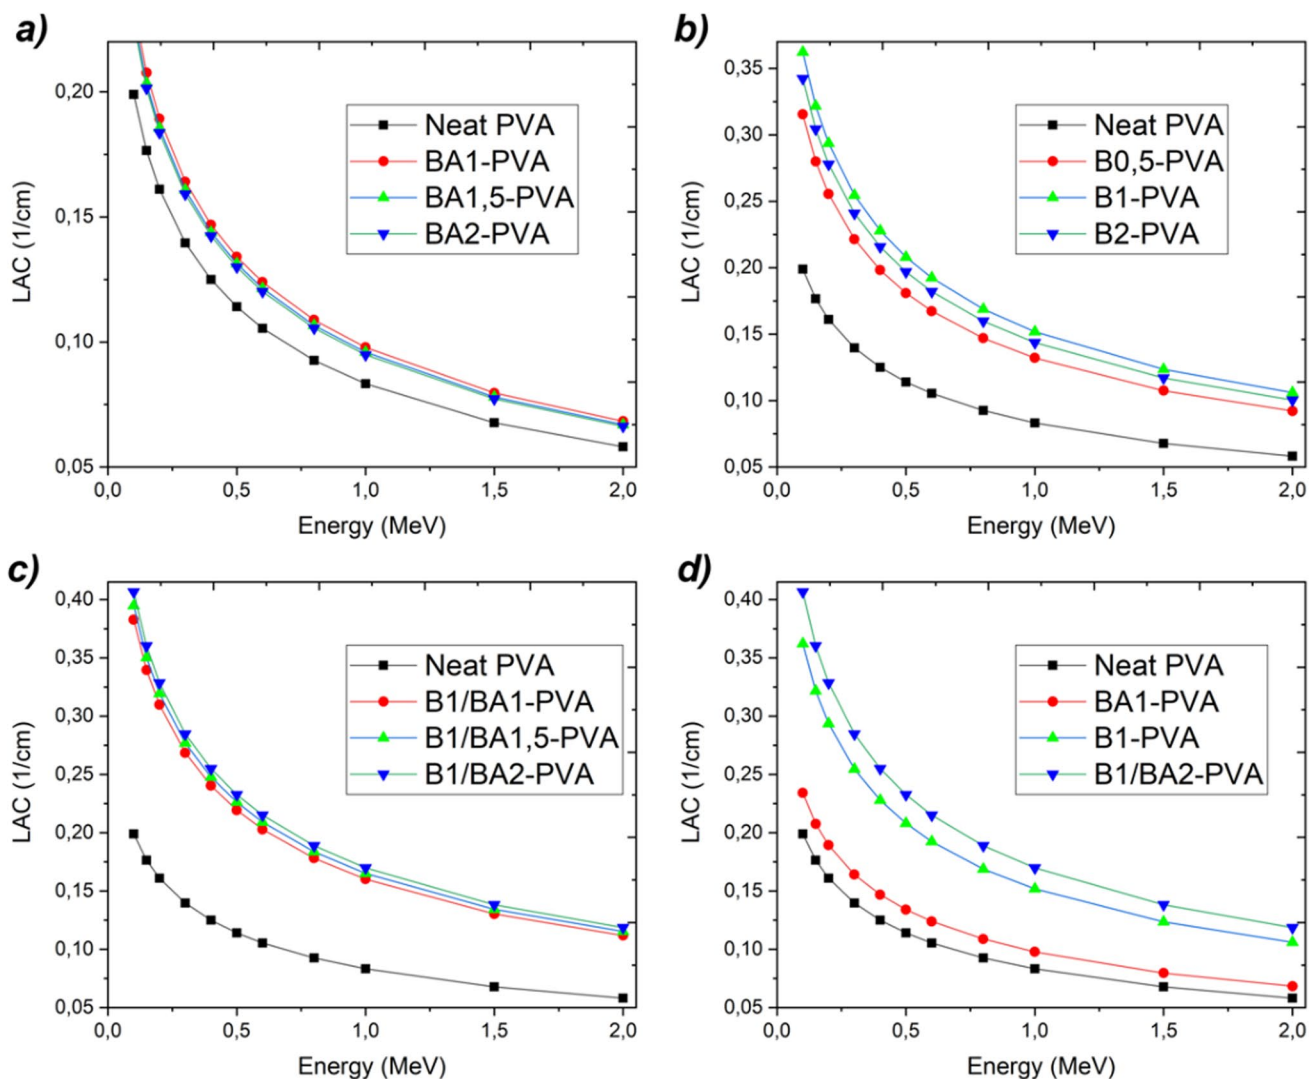 a)
0,20
0,15
0,10
0,05
LAC (1/cm)
Neat PVA
BA1-PVA
BA1,5-PVA
BA2-PVA
0,0 0,5 1,0 1,5 2,0
Energy (MeV)
b)
0,35
0,30
0,25
0,20
0,15
0,10
0,05
LAC (1/cm)
Neat PVA
B0,5-PVA
B1-PVA
B2-PVA
0,0 0,5 1,0 1,5 2,0
Energy (MeV)
c)
0,40
0,35
0,30
0,25
0,20
0,15
0,10
0,05
LAC (1/cm)
Neat PVA
B1/BA1-PVA
B1/BA1,5-PVA
B1/BA2-PVA
0,0 0,5 1,0 1,5 2,0
Energy (MeV)
d)
0,40
0,35
0,30
0,25
0,20
0,15
0,10
0,05
LAC (1/cm)
Neat PVA
BA1-PVA
B1-PVA
B1/BA2-PVA
0,0 0,5 1,0 1,5 2,0
Energy (MeV)